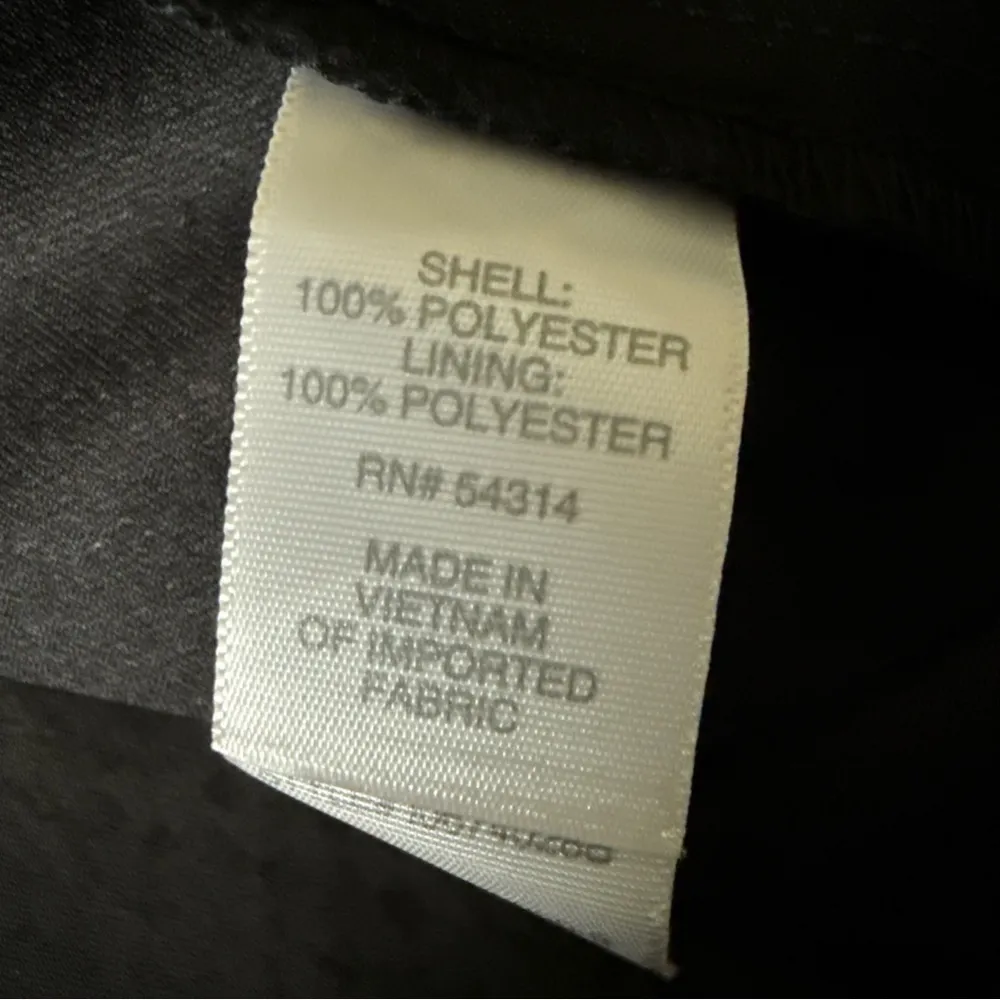 SHELL:
100% POLYESTER
LINING:
100% POLYESTER
RN# 54314
MADE IN
VIETNAM
OF IMPORTED
FABRIC